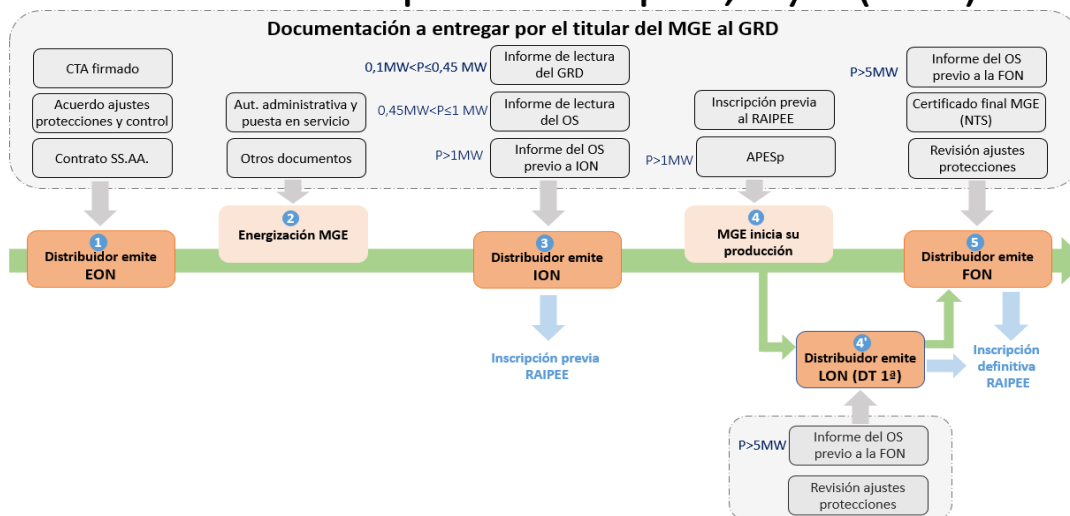 Documentación a entregar por el titular del MGE al GRD
CTA firmado
Acuerdo ajustes
protecciones y control
Contrato SS.AA.
Aut. administrativa y
puesta en servicio
Otros documentos
0,1MW<P≤0,45 MW
Informe de lectura
del GRD
0,45MW<P≤1 MW
Informe de lectura
del OS
P>1MW
Informe del OS
previo a ION
Inscripción previa
al RAIPEE
P>1MW
APESp
P>5MW
Informe del OS
previo a la FON
Certificado final MGE
(NTS)
Revisión ajustes
protecciones
1
Distribuidor emite
EON
2
Energización MGE
3
Distribuidor emite
ION
4
MGE inicia su
producción
5
Distribuidor emite
FON
Inscripción previa
RAIPEE
4'
Distribuidor emite
LON (DT 1ª)
Inscripción
definitiva
RAIPEE
P>5MW
Informe del OS
previo a la FON
Revisión ajustes
protecciones